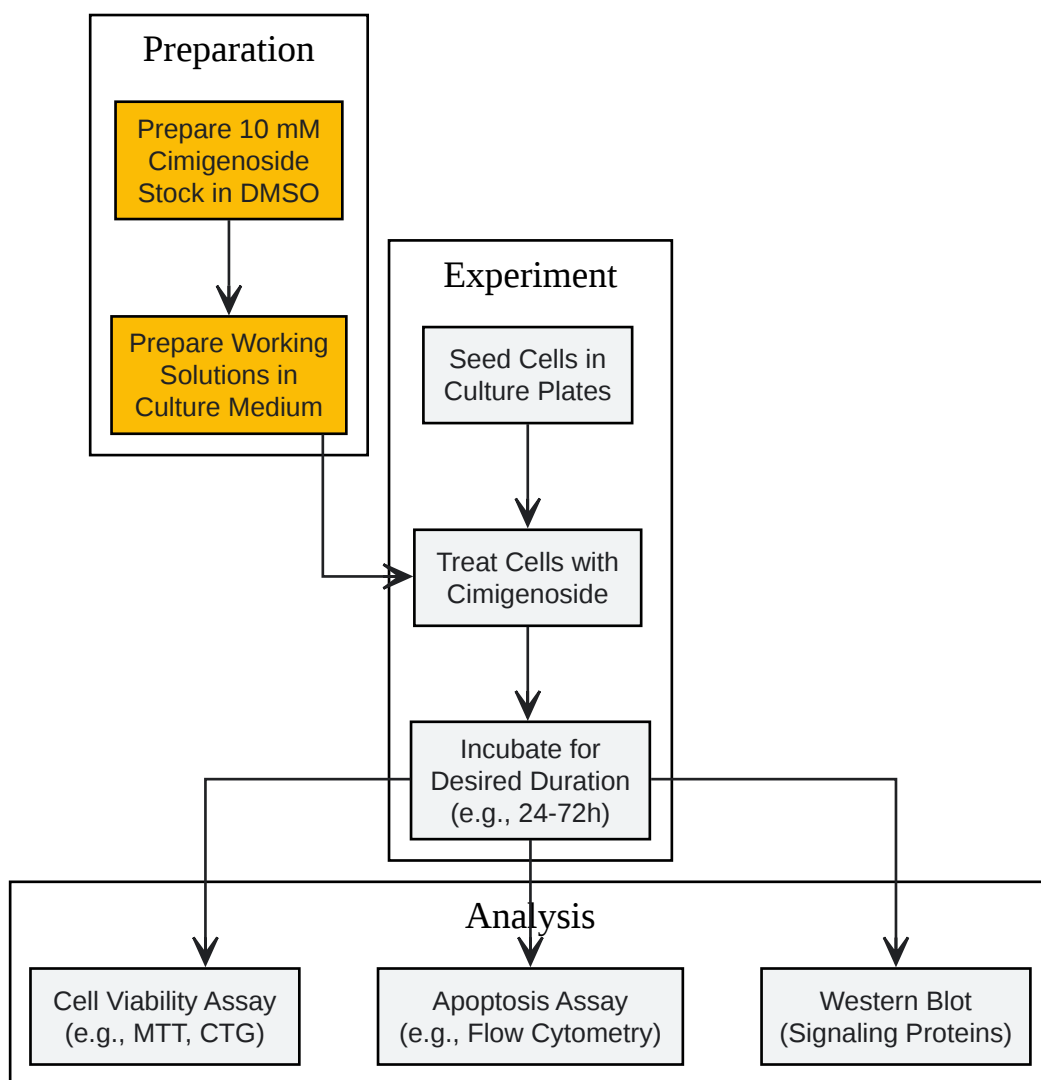 Preparation
Prepare 10 mM
Cimigenoside
Stock in DMSO
Prepare Working
Solutions in
Culture Medium
Experiment
Seed Cells in
Culture Plates
Treat Cells with
Cimigenoside
Incubate for
Desired Duration
(e.g., 24-72h)
Analysis
Cell Viability Assay
(e.g., MTT, CTG)
Apoptosis Assay
(e.g., Flow Cytometry)
Western Blot
(Signaling Proteins)